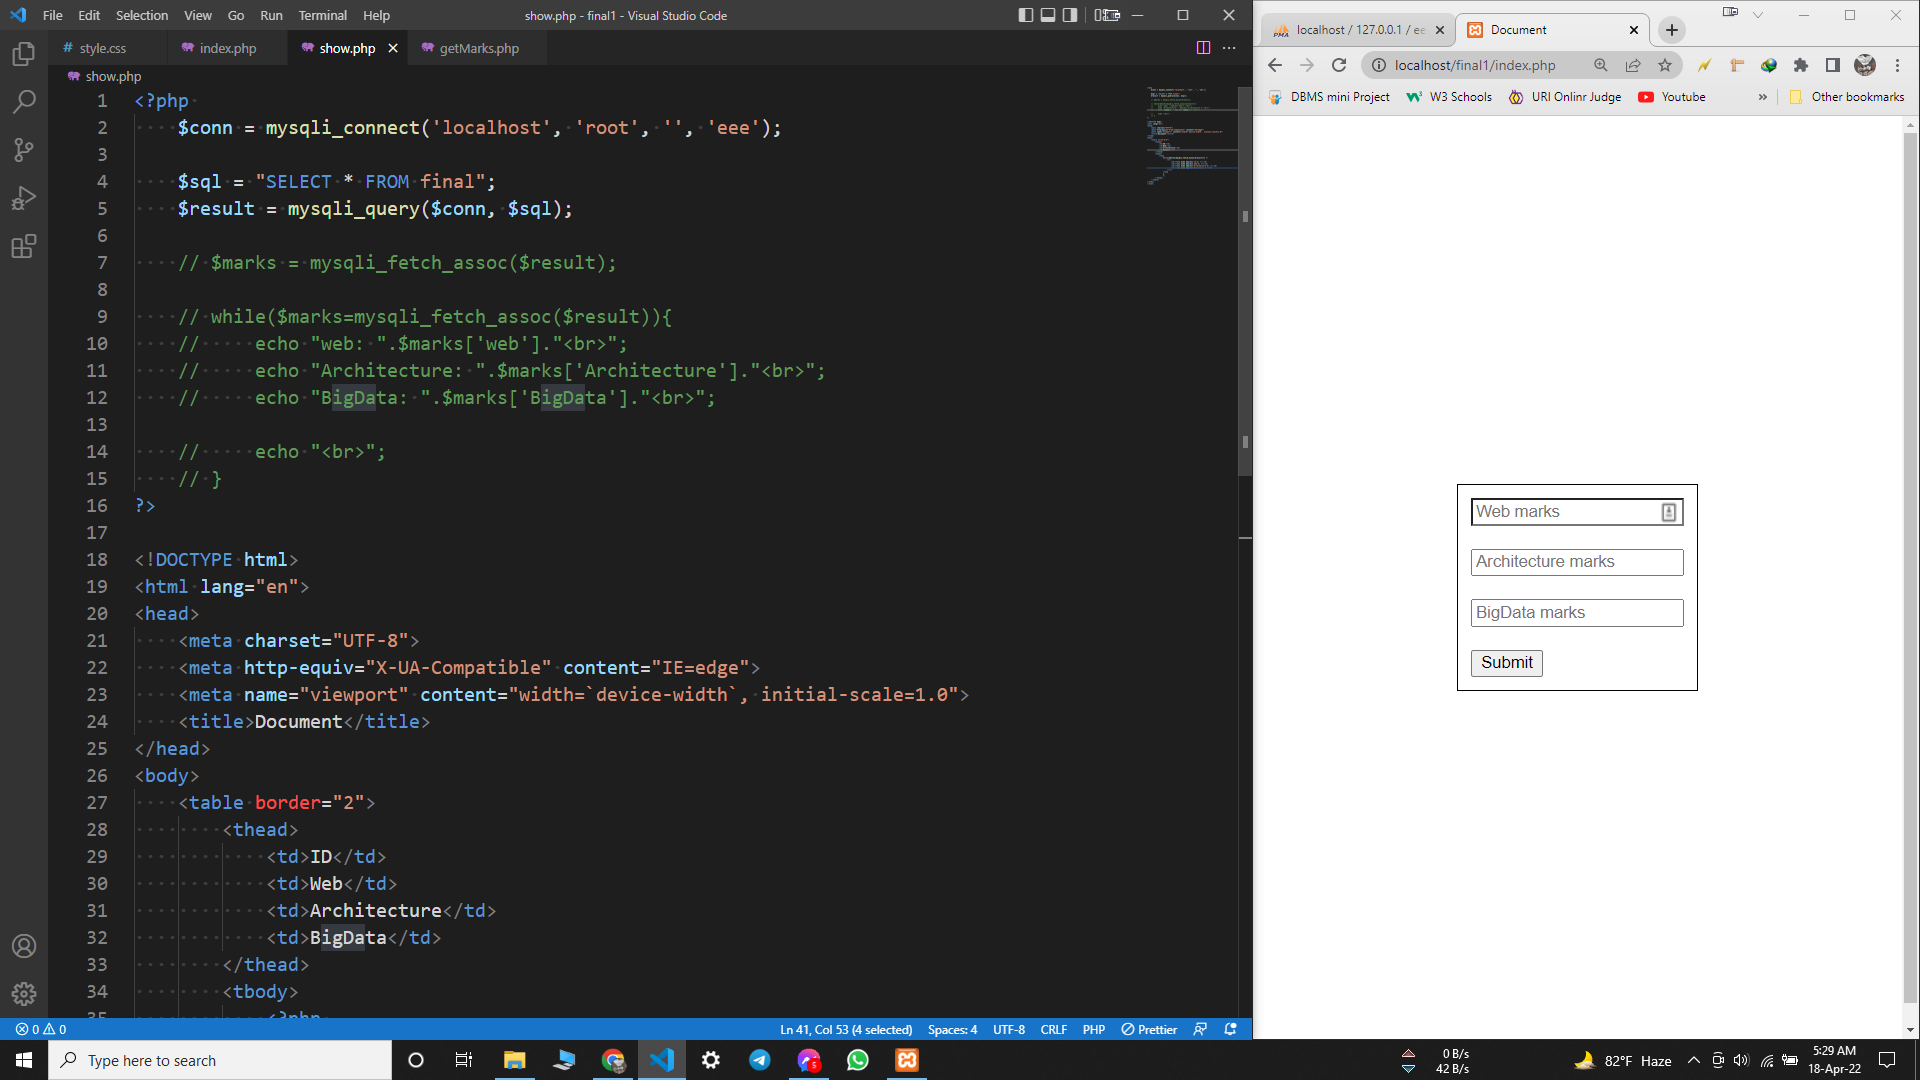 File Edit Selection View Go Run Terminal Help
show.php - final1 - Visual Studio Code
# style.css index.php show.php getMarks.php
show.php
1 <?php
2 $conn = mysqli_connect('localhost', 'root', '', 'eee');
3
4 $sql = "SELECT * FROM final";
5 $result = mysqli_query($conn, $sql);
6
7 // $marks = mysqli_fetch_assoc($result);
8
9 // while($marks=mysqli_fetch_assoc($result)){
10 // echo "web: ".$marks['web']."<br>";
11 // echo "Architecture: ".$marks['Architecture']."<br>";
12 // echo "BigData: ".$marks['BigData']."<br>";
13
14 // echo "<br>";
15 // }
16 ?>
17
18 <!DOCTYPE html>
19 <html lang="en">
20 <head>
21 <meta charset="UTF-8">
22 <meta http-equiv="X-UA-Compatible" content="IE=edge">
23 <meta name="viewport" content="width=`device-width`, initial-scale=1.0">
24 <title>Document</title>
25 </head>
26 <body>
27 <table border="2">
28 <thead>
29 <td>ID</td>
30 <td>Web</td>
31 <td>Architecture</td>
32 <td>BigData</td>
33 </thead>
34 <tbody>
35 <?php
0 0 Ln 41, Col 53 (4 selected) Spaces: 4 UTF-8 CRLF PHP Prettier
PMA localhost / 127.0.0.1 / ee Document
localhost/final1/index.php
DBMS mini Project W3 Schools URI Onlinr Judge Youtube » Other bookmarks
Web marks
Architecture marks
BigData marks
Submit
Type here to search
5
0 B/s
42 B/s
82°F Haze
5:29 AM
18-Apr-22